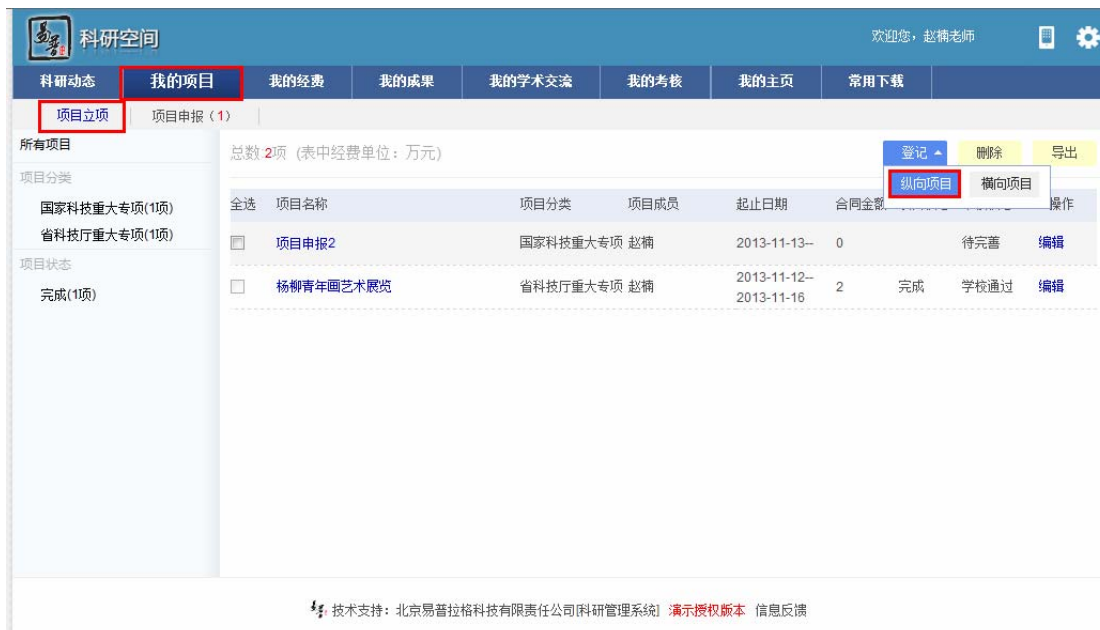 易普 科研空间 欢迎您，赵楠老师
科研动态 我的项目 我的经费 我的成果 我的学术交流 我的考核 我的主页 常用下载
项目立项 项目申报（1）
所有项目
总数2项 (表中经费单位：万元)
登记 删除 导出
纵向项目 横向项目
项目分类
国家科技重大专项(1项)
省科技厅重大专项(1项)
项目状态
完成(1项)
全选 项目名称 项目分类 项目成员 起止日期 合同金额 操作
项目申报2 国家科技重大专项 赵楠 2013-11-13-- 0 待完善 编辑
杨柳青年画艺术展览 省科技厅重大专项 赵楠 2013-11-12--
2013-11-16 2 完成 学校通过 编辑
技术支持：北京易普拉格科技有限责任公司[科研管理系统] 演示授权版本 信息反馈